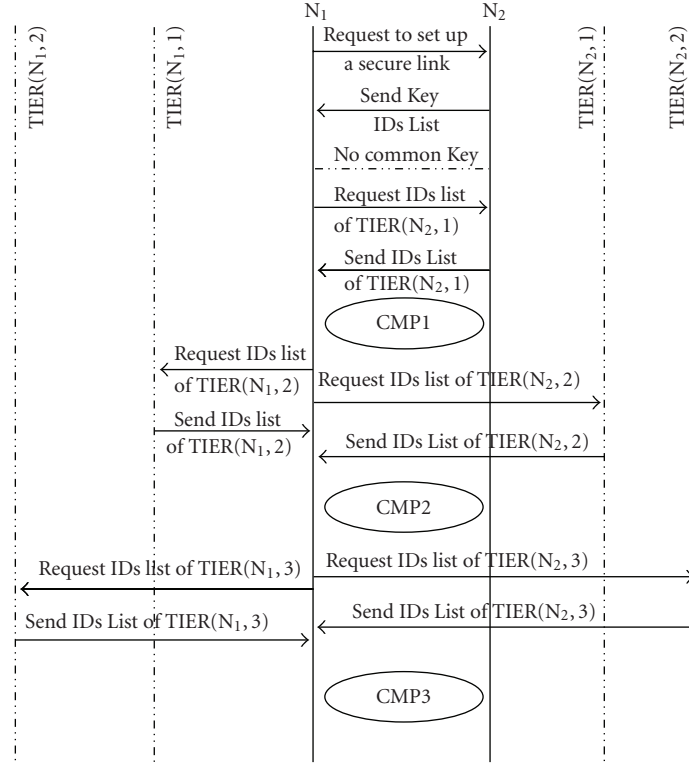 N1
N2
TIER(N1, 2)
TIER(N1, 1)
TIER(N2, 1)
TIER(N2, 2)
Request to set up
a secure link
Send Key
IDs List
No common Key
Request IDs list
of TIER(N2, 1)
Send IDs List
of TIER(N2, 1)
CMP1
Request IDs list
of TIER(N1, 2)
Request IDs list of TIER(N2, 2)
Send IDs list
of TIER(N1, 2)
Send IDs List of TIER(N2, 2)
CMP2
Request IDs list of TIER(N1, 3)
Request IDs list of TIER(N2, 3)
Send IDs List of TIER(N1, 3)
Send IDs List of TIER(N2, 3)
CMP3